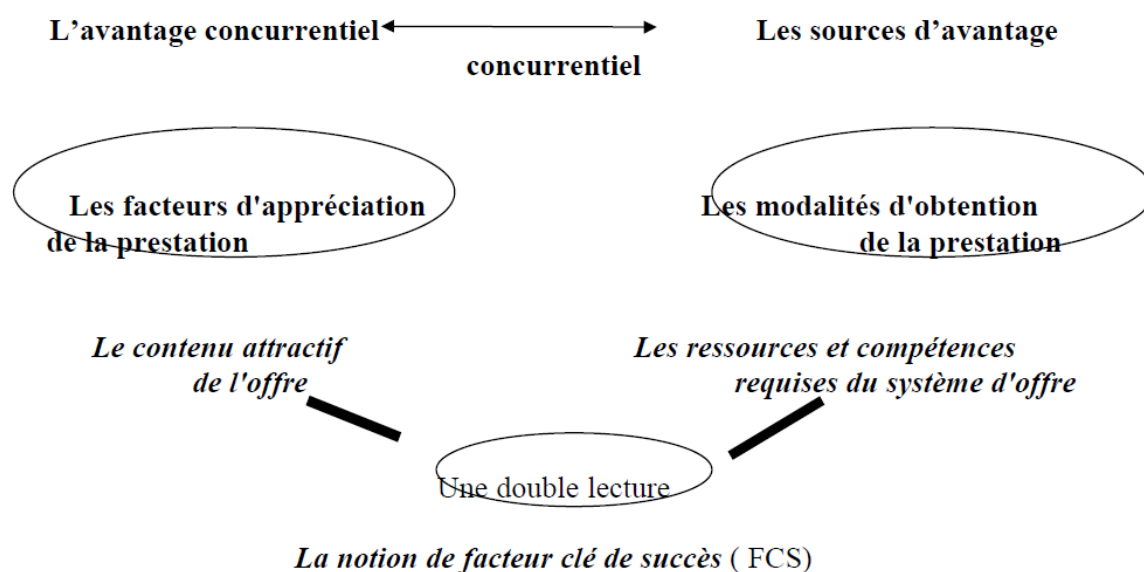 L’avantage concurrentiel Les sources d’avantage
concurrentiel
Les facteurs d'appréciation
de la prestation
Les modalités d'obtention
de la prestation
Le contenu attractif
de l'offre
Les ressources et compétences
requises du système d'offre
Une double lecture
La notion de facteur clé de succès ( FCS)